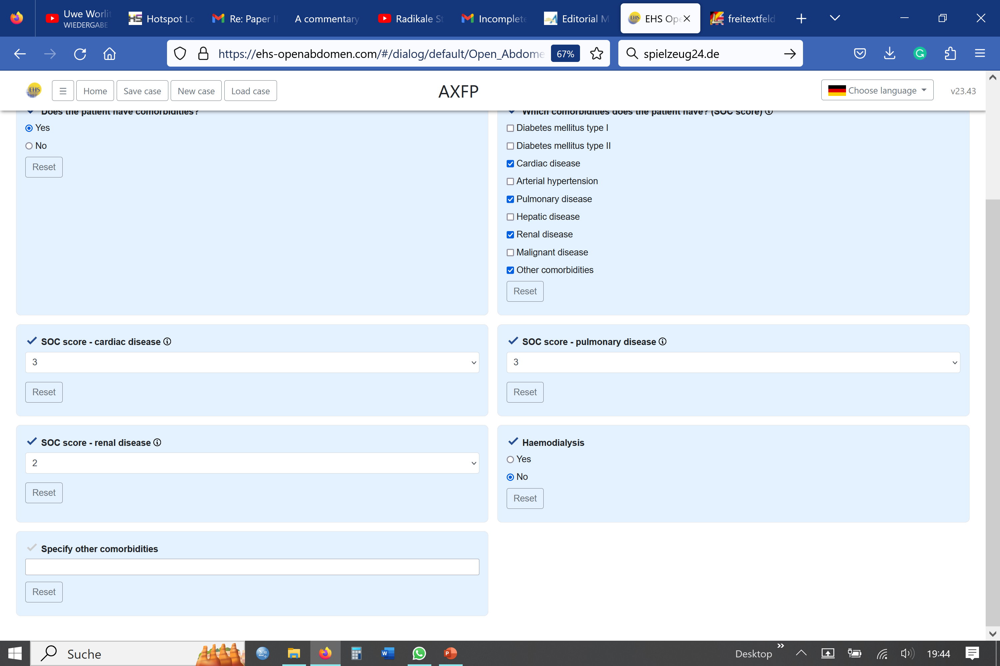 Uwe Worlit
WIEDERGABE
Hotspot Lo
Re: Paper I
A commentary
Radikale St
Incomplete
Editorial M
EHS Ope
freitextfeld
https://ehs-openabdomen.com/#/dialog/default/Open_Abdome
67%
spielzeug24.de
EHS
Home
Save case
New case
Load case
AXFP
Choose language
v23.43
Does the patient have comorbidities?
Yes
No
Reset
Which comorbidities does the patient have? (SOC score)
Diabetes mellitus type I
Diabetes mellitus type II
Cardiac disease
Arterial hypertension
Pulmonary disease
Hepatic disease
Renal disease
Malignant disease
Other comorbidities
Reset
SOC score - cardiac disease
3
Reset
SOC score - pulmonary disease
3
Reset
SOC score - renal disease
2
Reset
Haemodialysis
Yes
No
Reset
Specify other comorbidities
Reset
Suche
Desktop
19:44